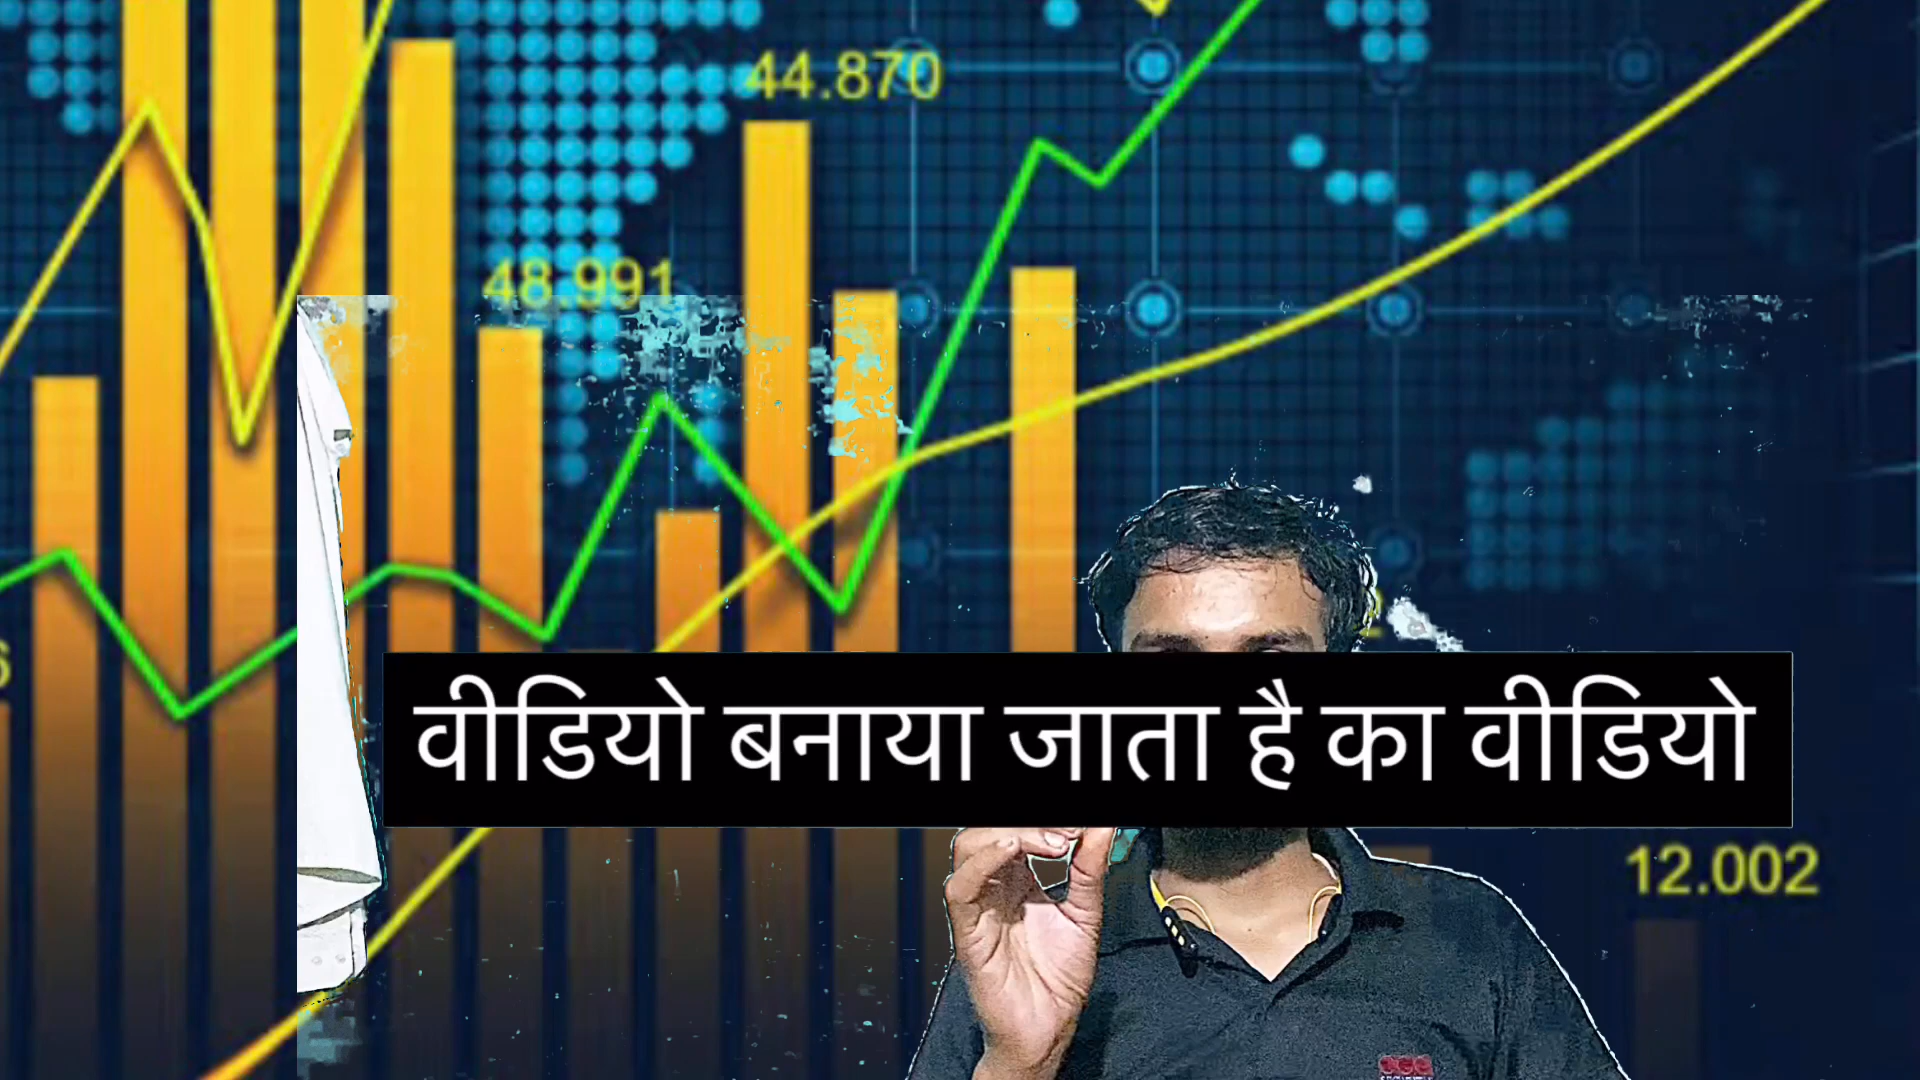 44.870
48.991
वीडियो बनाया जाता है का वीडियो
12.002